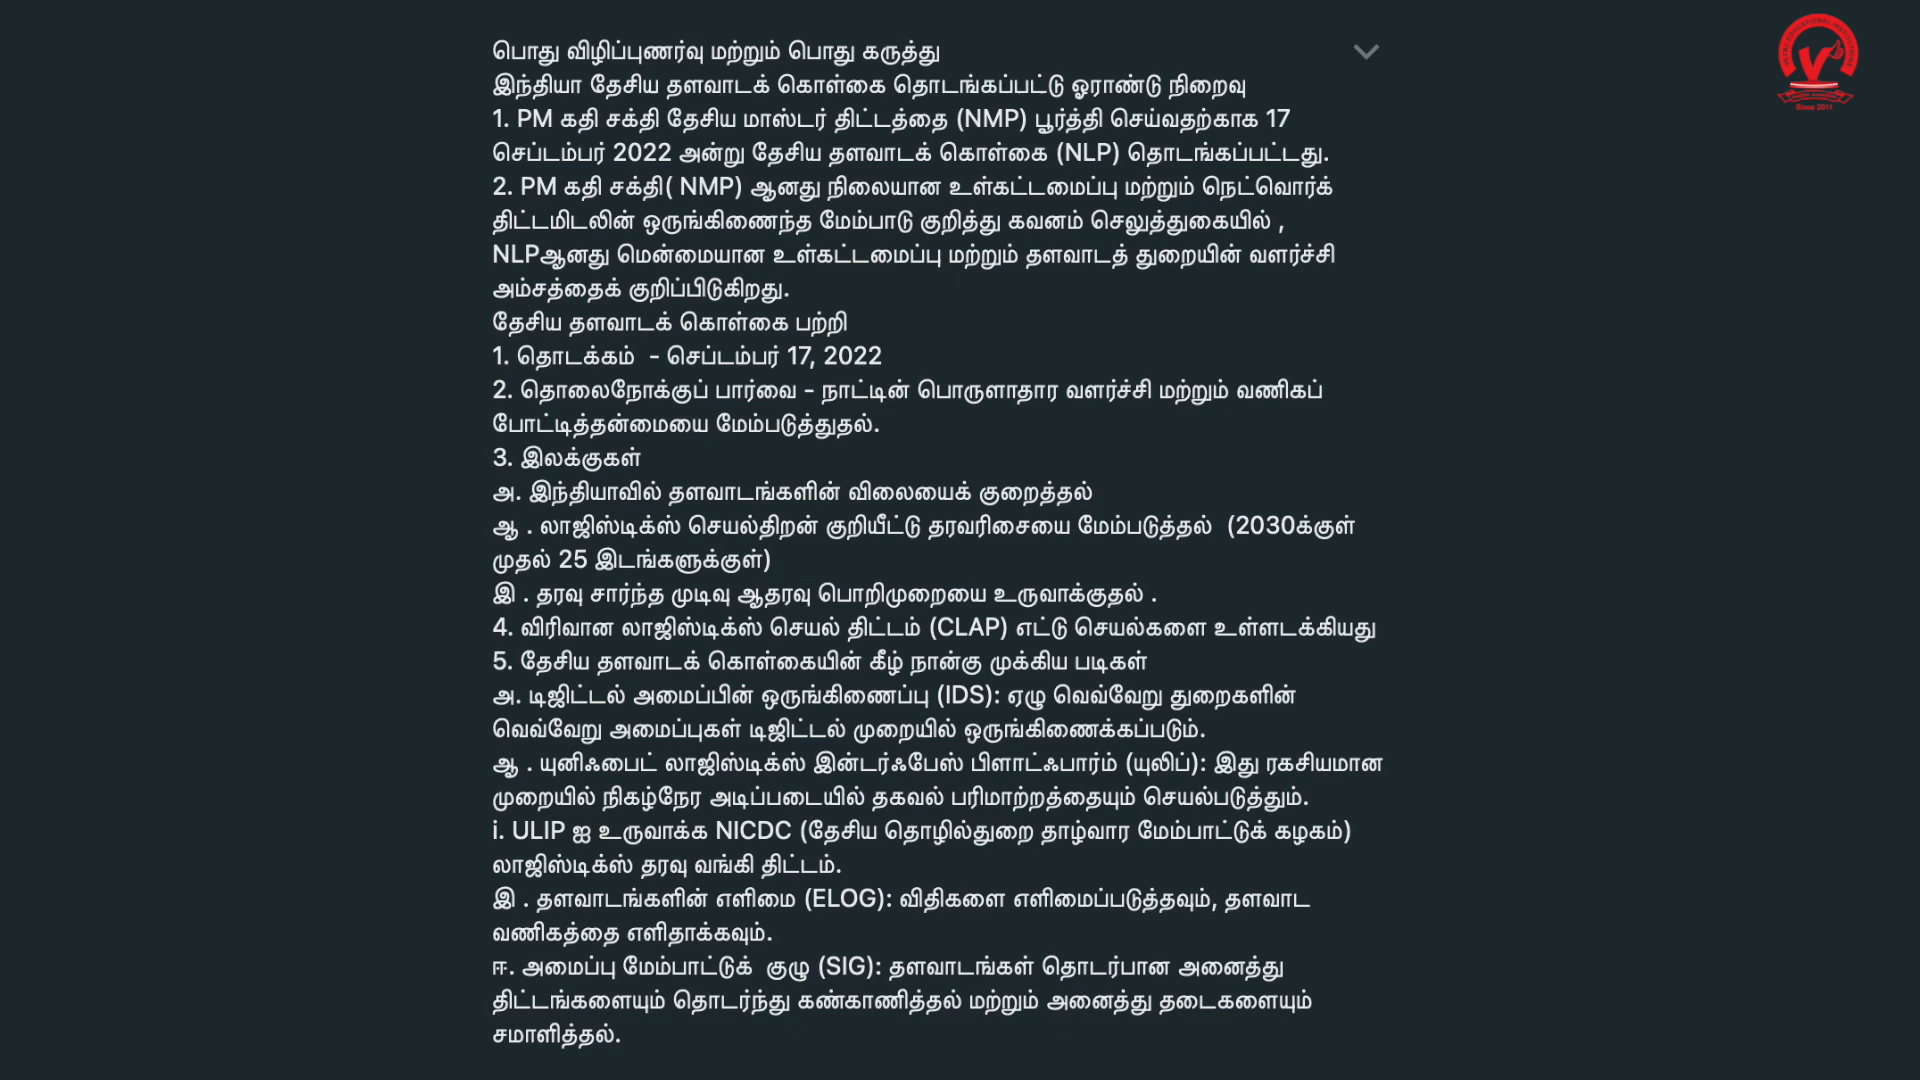 பொது விழிப்புணர்வு மற்றும் பொது கருத்து
இந்தியா தேசிய தளவாடக் கொள்கை தொடங்கப்பட்டு ஓராண்டு நிறைவு
1. PM கதி சக்தி தேசிய மாஸ்டர் திட்டத்தை (NMP) பூர்த்தி செய்வதற்காக 17
செப்டம்பர் 2022 அன்று தேசிய தளவாடக் கொள்கை (NLP) தொடங்கப்பட்டது.
2. PM கதி சக்தி( NMP) ஆனது நிலையான உள்கட்டமைப்பு மற்றும் நெட்வொர்க்
திட்டமிடலின் ஒருங்கிணைந்த மேம்பாடு குறித்து கவனம் செலுத்துகையில் ,
NLPஆனது மென்மையான உள்கட்டமைப்பு மற்றும் தளவாடத் துறையின் வளர்ச்சி
அம்சத்தைக் குறிப்பிடுகிறது.
தேசிய தளவாடக் கொள்கை பற்றி
1. தொடக்கம்  - செப்டம்பர் 17, 2022
2. தொலைநோக்குப் பார்வை - நாட்டின் பொருளாதார வளர்ச்சி மற்றும் வணிகப்
போட்டித்தன்மையை மேம்படுத்துதல்.
3. இலக்குகள்
அ. இந்தியாவில் தளவாடங்களின் விலையைக் குறைத்தல்
ஆ . லாஜிஸ்டிக்ஸ் செயல்திறன் குறியீட்டு தரவரிசையை மேம்படுத்தல்  (2030க்குள்
முதல் 25 இடங்களுக்குள்)
இ . தரவு சார்ந்த முடிவு ஆதரவு பொறிமுறையை உருவாக்குதல் .
4. விரிவான லாஜிஸ்டிக்ஸ் செயல் திட்டம் (CLAP) எட்டு செயல்களை உள்ளடக்கியது
5. தேசிய தளவாடக் கொள்கையின் கீழ் நான்கு முக்கிய படிகள்
அ. டிஜிட்டல் அமைப்பின் ஒருங்கிணைப்பு (IDS): ஏழு வெவ்வேறு துறைகளின்
வெவ்வேறு அமைப்புகள் டிஜிட்டல் முறையில் ஒருங்கிணைக்கப்படும்.
ஆ . யுனிஃபைட் லாஜிஸ்டிக்ஸ் இன்டர்ஃபேஸ் பிளாட்ஃபார்ம் (யுலிப்): இது ரகசியமான
முறையில் நிகழ்நேர அடிப்படையில் தகவல் பரிமாற்றத்தையும் செயல்படுத்தும்.
i. ULIP ஐ உருவாக்க NICDC (தேசிய தொழில்துறை தாழ்வார மேம்பாட்டுக் கழகம்)
லாஜிஸ்டிக்ஸ் தரவு வங்கி திட்டம்.
இ . தளவாடங்களின் எளிமை (ELOG): விதிகளை எளிமைப்படுத்தவும், தளவாட
வணிகத்தை எளிதாக்கவும்.
ஈ. அமைப்பு மேம்பாட்டுக்  குழு (SIG): தளவாடங்கள் தொடர்பான அனைத்து
திட்டங்களையும் தொடர்ந்து கண்காணித்தல் மற்றும் அனைத்து தடைகளையும்
சமாளித்தல்.
Since 2011